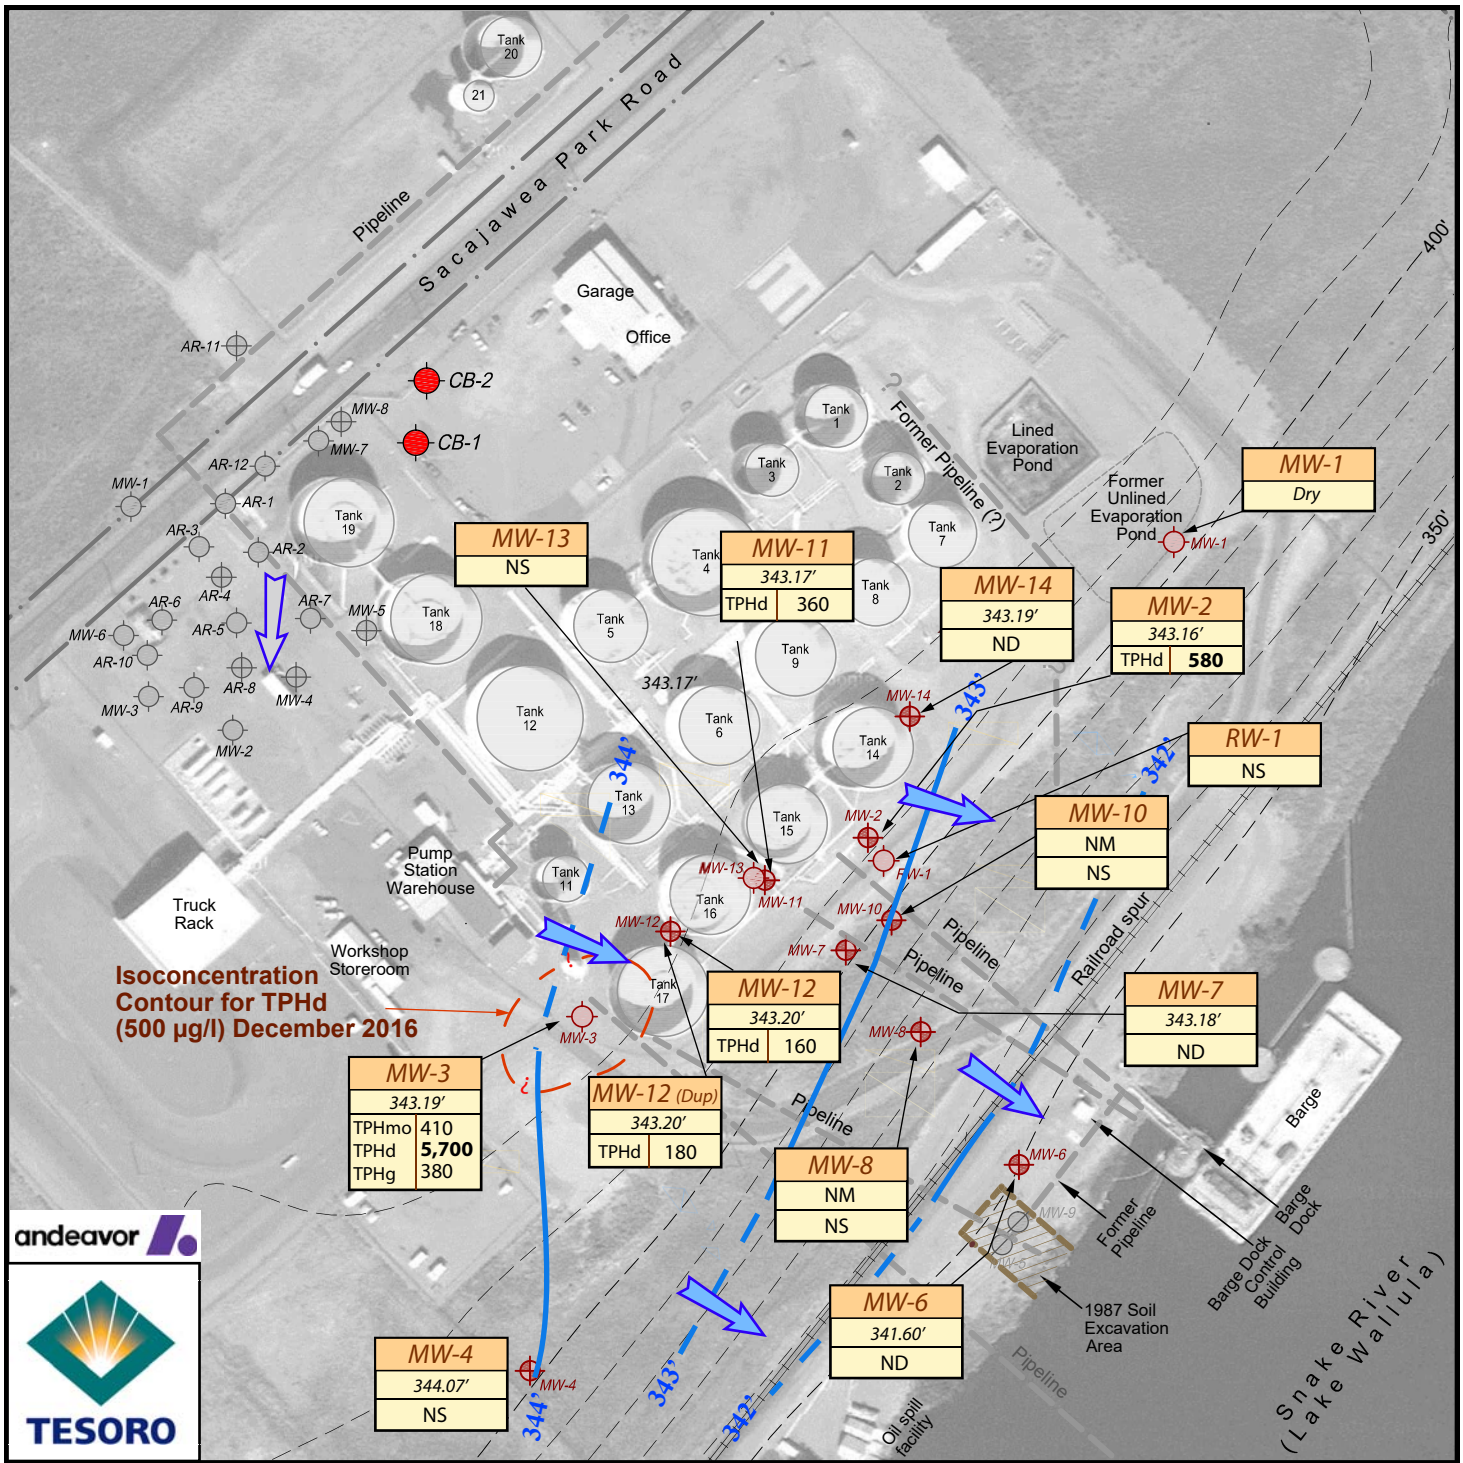 Tank
20
21
Sacajawea Park Road
Pipeline
400'
350'
Garage
Office
AR-11
CB-2
CB-1
MW-8
MW-7
AR-12
MW-1
AR-1
AR-3
AR-2
AR-4
AR-6
AR-5
AR-7
MW-5
MW-6
AR-10
AR-8
MW-4
MW-3
AR-9
MW-2
Tank
19
Tank
18
Tank
12
Tank
13
Tank
11
Tank
5
Tank
4
Tank
6
Tank
9
Tank
8
Tank
7
Tank
3
Tank
1
Tank
2
Tank
14
Tank
15
Tank
16
Tank
17
?
Former Pipeline (?)
Lined
Evaporation
Pond
Former
Unlined
Evaporation
Pond
MW-1
MW-1
Dry
MW-13
NS
MW-11
343.17'
TPHd 360
MW-14
343.19'
ND
MW-2
343.16'
TPHd 580
RW-1
NS
MW-10
NM
NS
343.17'
MW-14
MW-2
RW-1
MW-13
MW-11
MW-10
MW-12
MW-7
MW-8
MW-3
344'
343'
342'
Pump
Station
Warehouse
Truck
Rack
Workshop
Storeroom
Isoconcentration
Contour for TPHd
(500 µg/l) December 2016
?
?
Pipeline
Pipeline
Pipeline
Railroad spur
MW-12
343.20'
TPHd 160
MW-7
343.18'
ND
MW-3
343.19'
TPHmo 410
TPHd 5,700
TPHg 380
MW-12 (Dup)
343.20'
TPHd 180
MW-8
NM
NS
MW-6
MW-9
MW-5
Barge
Barge
Dock
Former
Pipeline
Barge Dock
Control
Building
1987 Soil
Excavation
Area
Pipeline
MW-6
341.60'
ND
MW-4
344.07'
NS
MW-4
344'
343'
342'
Oil spill
facility
Snake River
(Lake Wallula)
andeavor
TESORO